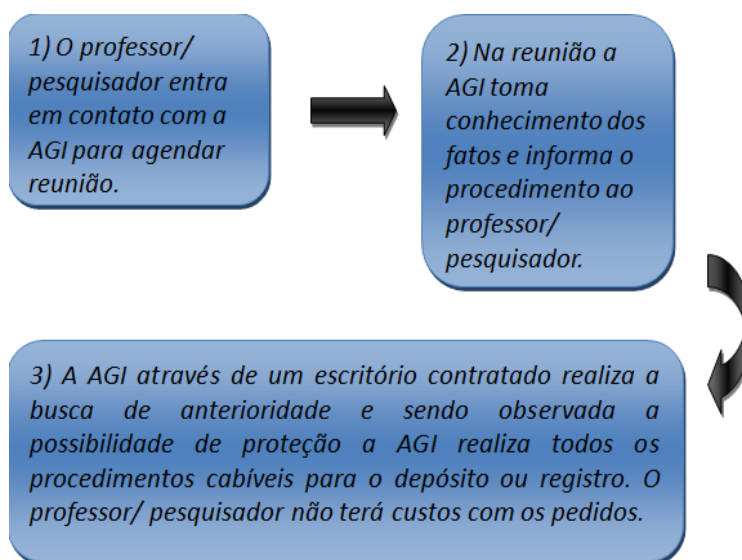 1) O professor/
pesquisador entra
em contato com a
AGI para agendar
reunião.
2) Na reunião a
AGI toma
conhecimento dos
fatos e informa o
procedimento ao
professor/
pesquisador.
3) A AGI através de um escritório contratado realiza a
busca de anterioridade e sendo observada a
possibilidade de proteção a AGI realiza todos os
procedimentos cabíveis para o depósito ou registro. O
professor/ pesquisador não terá custos com os pedidos.